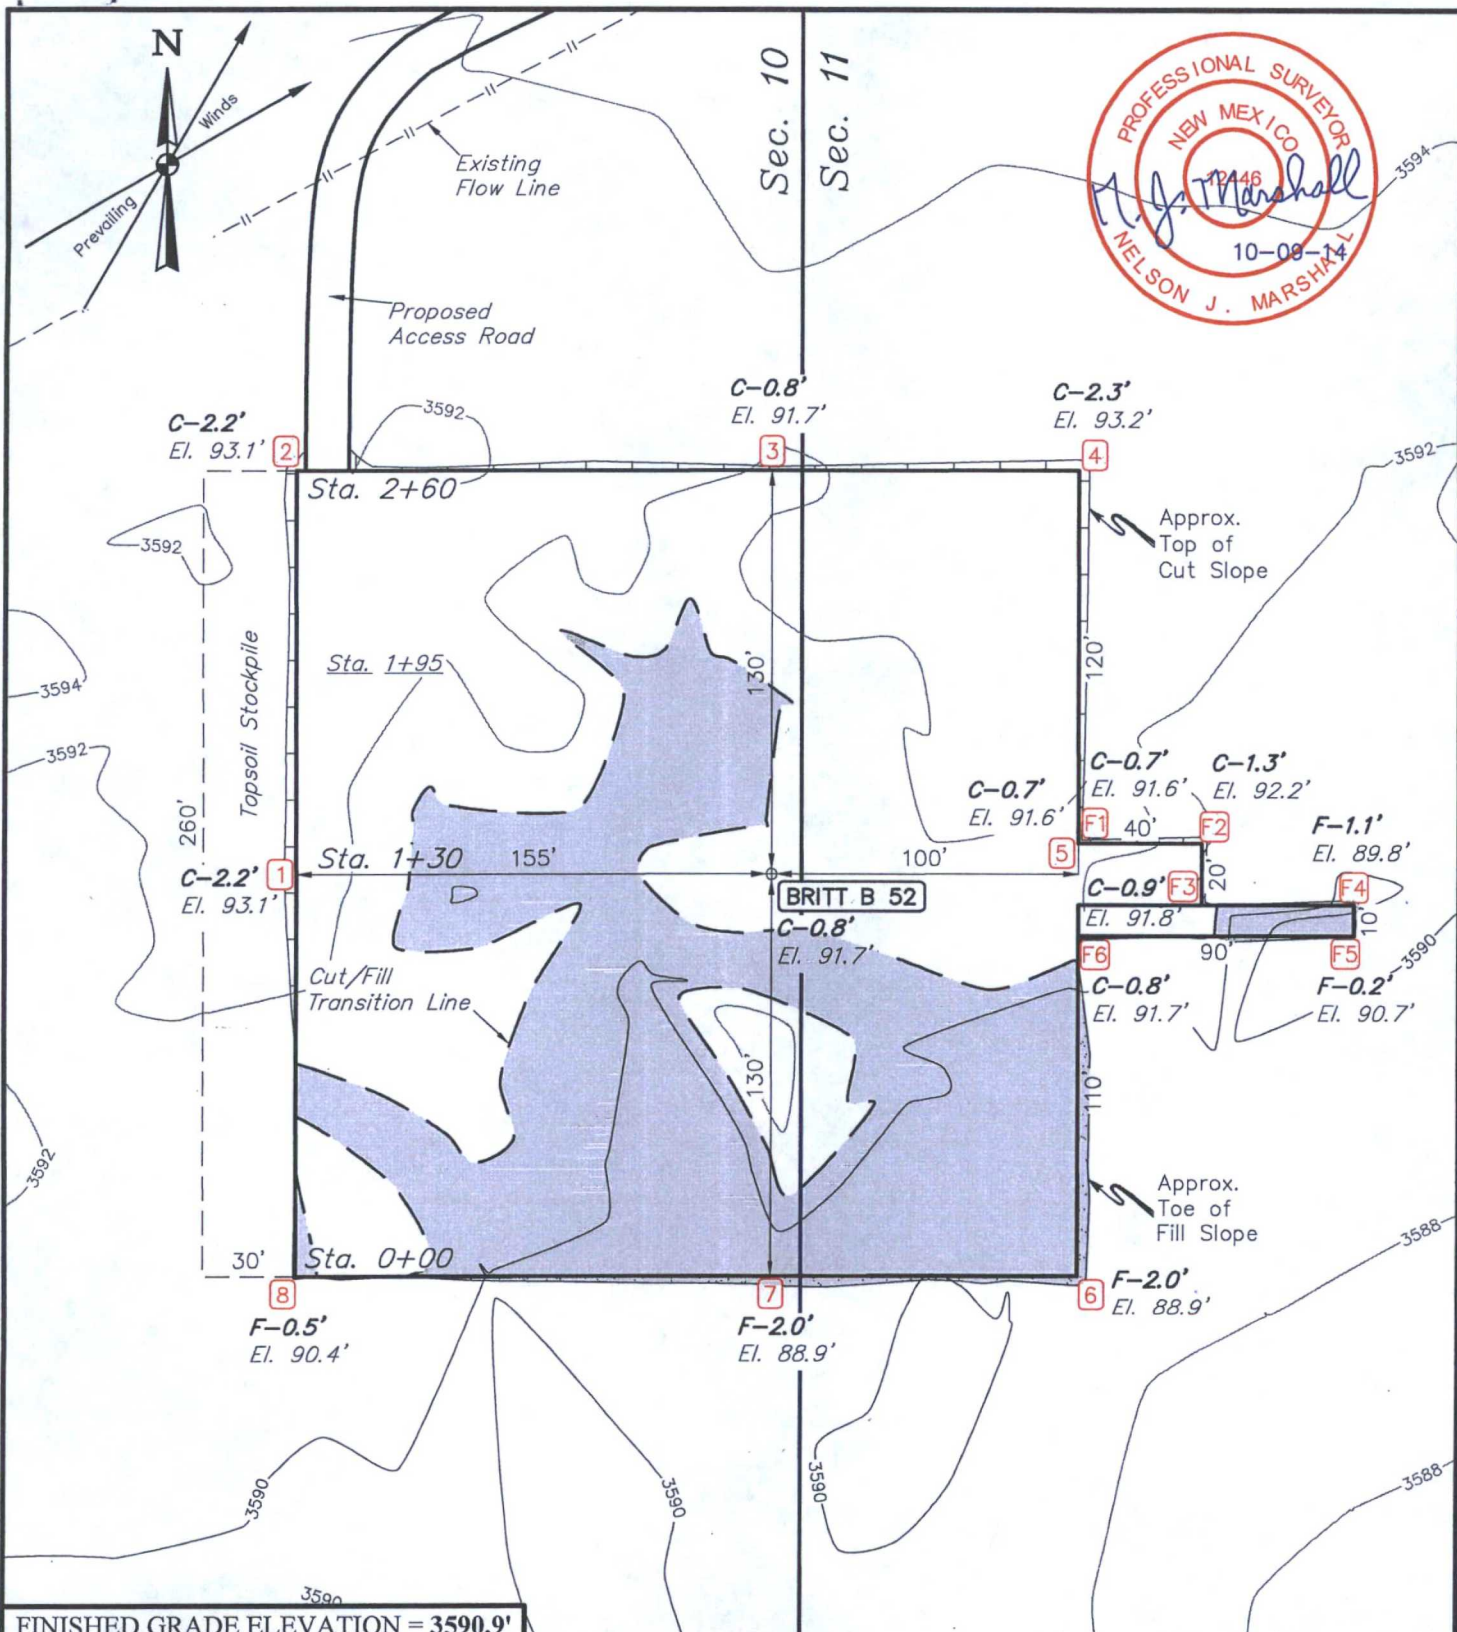 N
Winds
Prevailing
Existing
Flow Line
Sec. 10
Sec. 11
PROFESSIONAL SURVEYOR
NEW MEXICO
12446
N. J. Marshall
10-09-14
NELSON J. MARSHALL
3594
Proposed
Access Road
C-2.2'
El. 93.1'
2
3592
C-0.8'
El. 91.7'
3
C-2.3'
El. 93.2'
4
3592
Sta. 2+60
3592
Approx.
Top of
Cut Slope
Topsoil Stockpile
Sta. 1+95
130'
120'
3594
3592
260'
C-0.7'
El. 91.6'
C-0.7'
El. 91.6'
C-1.3'
El. 92.2'
F1
40'
F2
F-1.1'
El. 89.8'
C-2.2'
El. 93.1'
1
Sta. 1+30
155'
100'
5
BRITT B 52
C-0.9'
El. 91.8'
F3
20'
F4
10'
C-0.8'
El. 91.7'
F6
90'
F5
3590
C-0.8'
El. 91.7'
F-0.2'
El. 90.7'
Cut/Fill
Transition Line
130'
110'
3592
Approx.
Toe of
Fill Slope
3588
30'
Sta. 0+00
8
7
6
F-2.0'
El. 88.9'
F-0.5'
El. 90.4'
F-2.0'
El. 88.9'
3590
3590
3590
3588
3590
FINISHED GRADE ELEVATION = 3590.9'